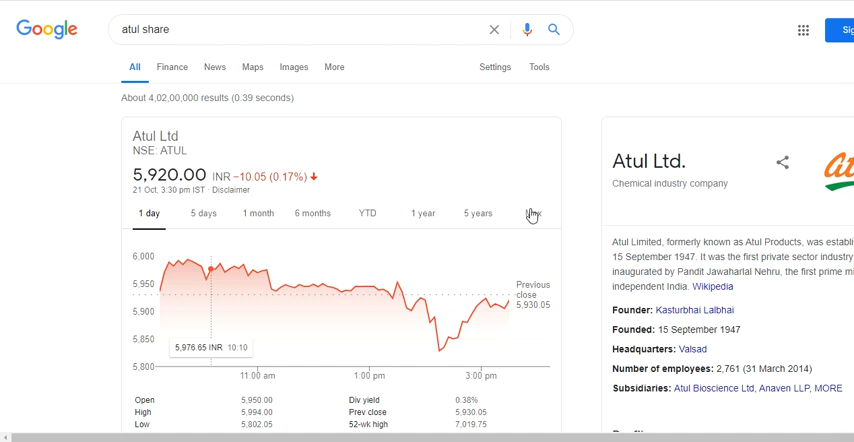 Google
atul share
Sig
All Finance News Maps Images More Settings Tools
About 4,02,00,000 results (0.39 seconds)
Atul Ltd
NSE: ATUL
5,920.00 INR −10.05 (0.17%)
21 Oct, 3:30 pm IST · Disclaimer
1 day 5 days 1 month 6 months YTD 1 year 5 years
6,000
5,950
5,900
5,850
5,800
Previous
close
5,930.05
5,976.65 INR 10:10
11:00 am 1:00 pm 3:00 pm
Open 5,950.00 Div yield 0.38%
High 5,994.00 Prev close 5,930.05
Low 5,802.05 52-wk high 7,019.75
Atul Ltd.
Chemical industry company
at
Atul Limited, formerly known as Atul Products, was establi
15 September 1947. It was the first private sector industry
inaugurated by Pandit Jawaharlal Nehru, the first prime mi
independent India. Wikipedia
Founder: Kasturbhai Lalbhai
Founded: 15 September 1947
Headquarters: Valsad
Number of employees: 2,761 (31 March 2014)
Subsidiaries: Atul Bioscience Ltd, Anaven LLP, MORE